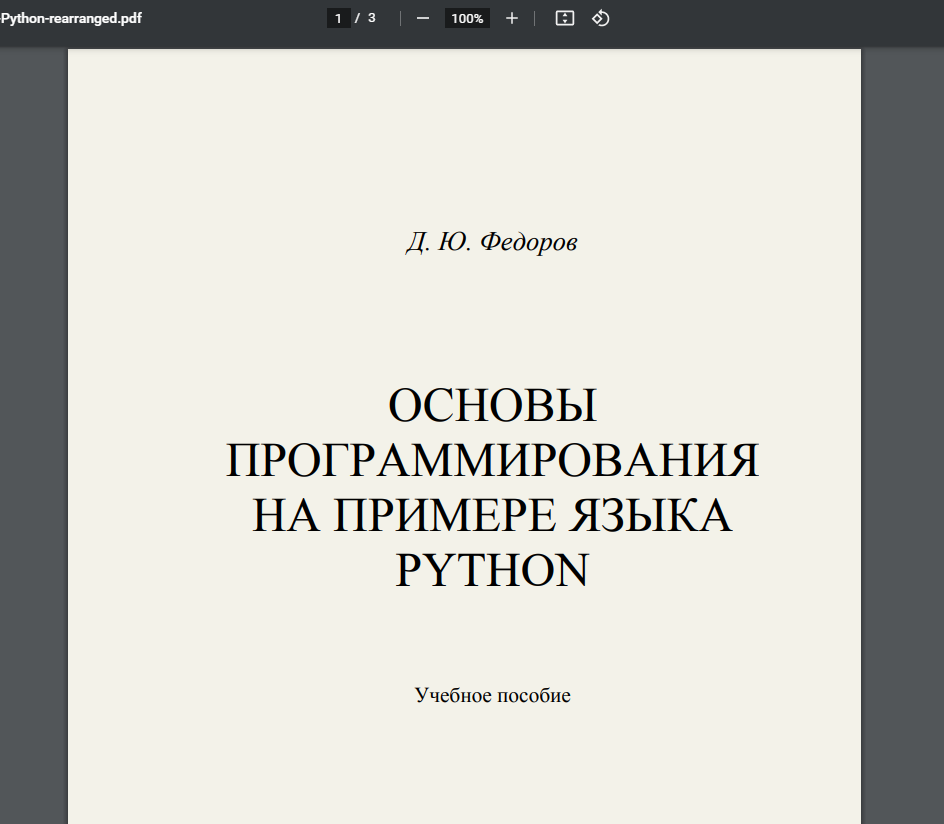 -Python-rearranged.pdf
1 / 3
100%
Д. Ю. Федоров
ОСНОВЫ
ПРОГРАММИРОВАНИЯ
НА ПРИМЕРЕ ЯЗЫКА
PYTHON
Учебное пособие